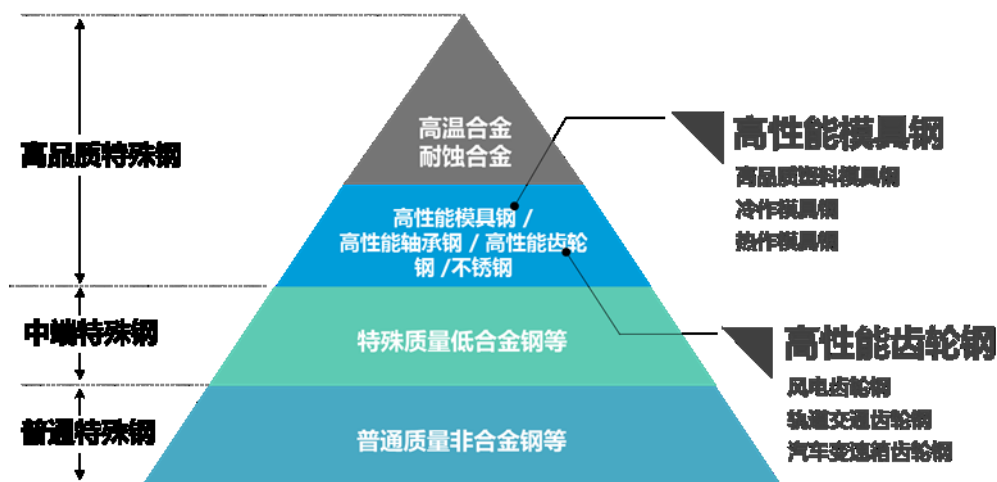 高品质特殊钢
中端特殊钢
普通特殊钢
高温合金
耐蚀合金
高性能模具钢 /
高性能轴承钢 / 高性能齿轮
钢 /不锈钢
特殊质量低合金钢等
普通质量非合金钢等
高性能模具钢
高品质塑料模具钢
冷作模具钢
热作模具钢
高性能齿轮钢
风电齿轮钢
轨道交通齿轮钢
汽车变速箱齿轮钢